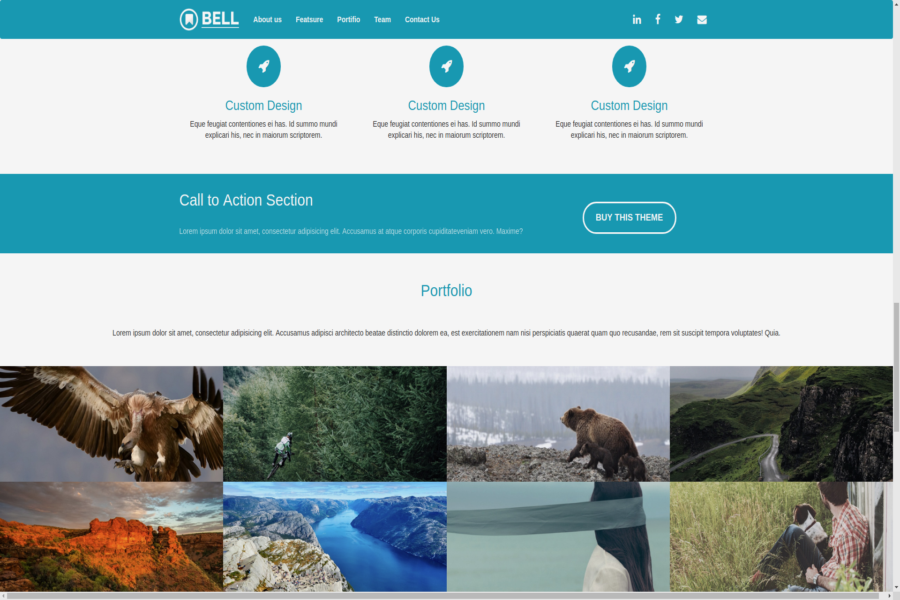 BELL
About us Featsure Portifio Team Contact Us
Custom Design Custom Design Custom Design
Eque feugiat contentiones ei has. Id summo mundi Eque feugiat contentiones ei has. Id summo mundi Eque feugiat contentiones ei has. Id summo mundi
explicari his, nec in maiorum scriptorem. explicari his, nec in maiorum scriptorem. explicari his, nec in maiorum scriptorem.
Call to Action Section
BUY THIS THEME
Lorem ipsum dolor sit amet, consectetur adipisicing elit. Accusamus at atque corporis cupiditateveniam vero. Maxime?
Portfolio
Lorem ipsum dolor sit amet, consectetur adipisicing elit. Accusamus adipisci architecto beatae distinctio dolorem ea, est exercitationem nam nisi perspiciatis quaerat quam quo recusandae, rem sit suscipit tempora voluptates! Quia.